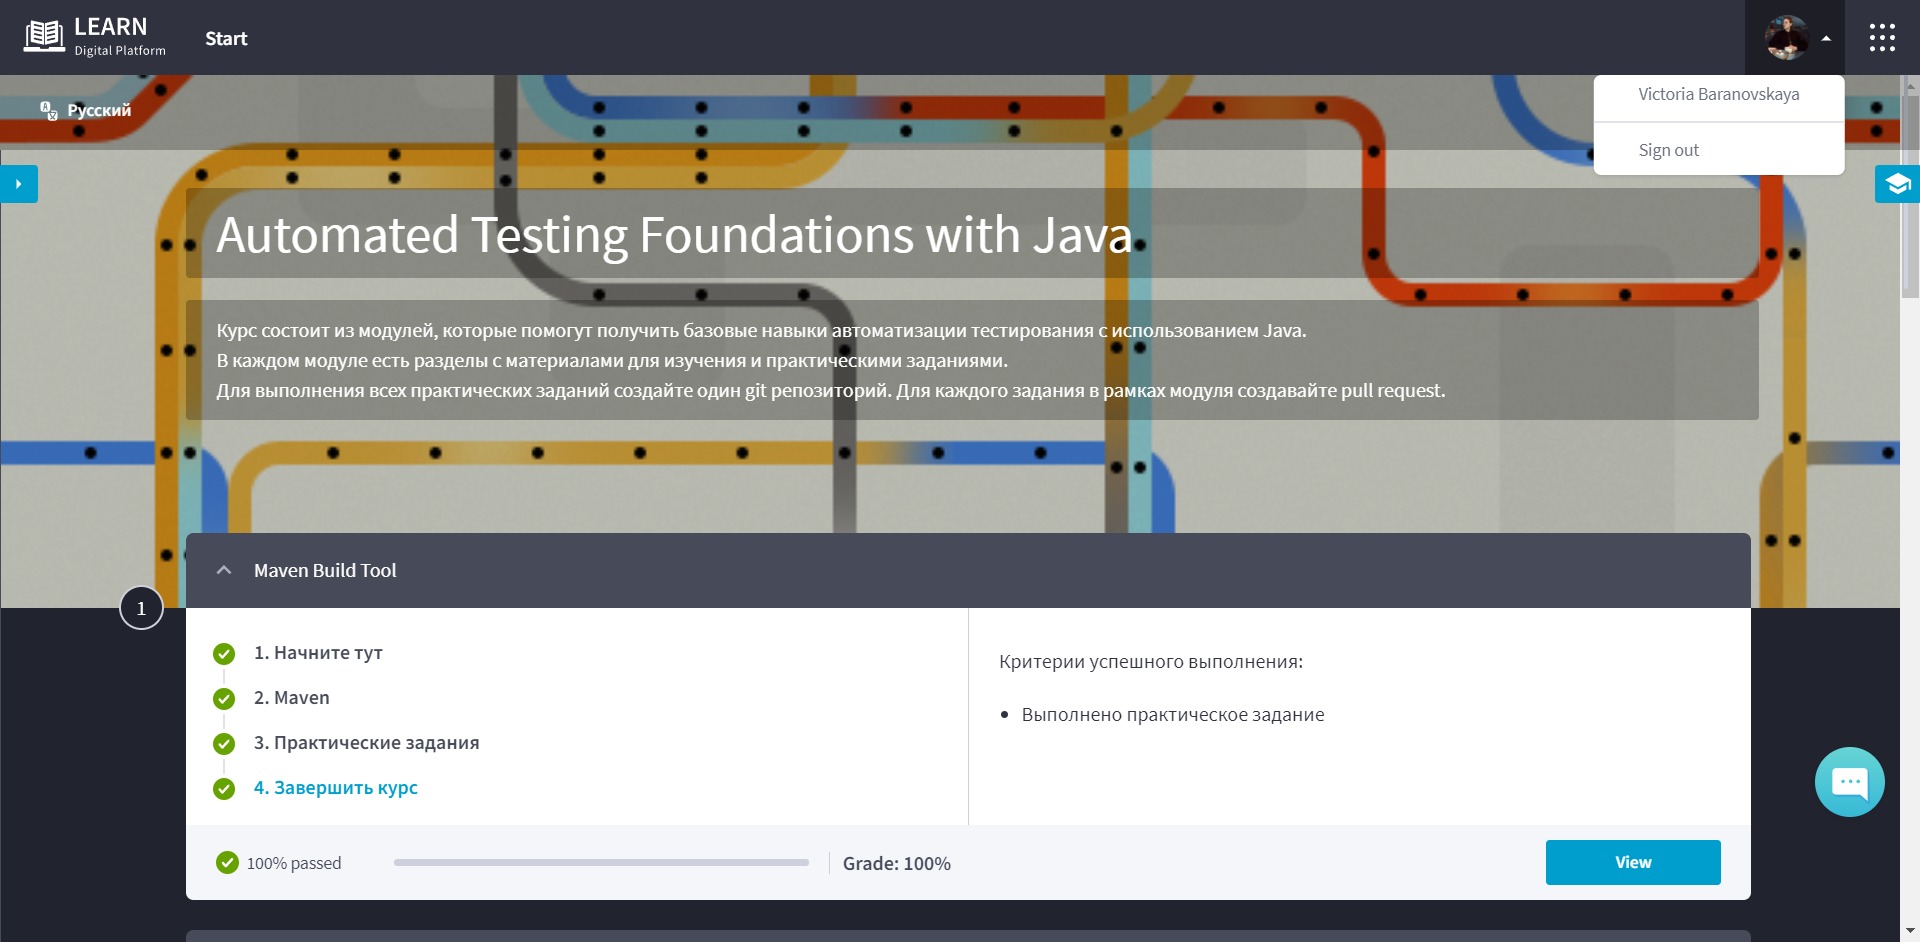 LEARN
Digital Platform
Start
Русский
Victoria Baranovskaya
Sign out
Automated Testing Foundations with Java
Курс состоит из модулей, которые помогут получить базовые навыки автоматизации тестирования с использованием Java.
В каждом модуле есть разделы с материалами для изучения и практическими заданиями.
Для выполнения всех практических заданий создайте один git репозиторий. Для каждого задания в рамках модуля создавайте pull request.
Maven Build Tool
1
1. Начните тут
2. Maven
3. Практические задания
4. Завершить курс
Критерии успешного выполнения:
• Выполнено практическое задание
100% passed
Grade: 100%
View